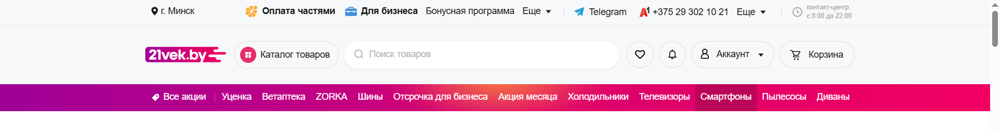 г. Минск Оплата частями Для бизнеса Бонусная программа Еще Telegram A1 +375 29 302 10 21 Еще контакт-центр
с 8:00 до 22:00
21vek.by Каталог товаров Поиск товаров Аккаунт Корзина
Все акции Уценка Ветаптека ZORKA Шины Отсрочка для бизнеса Акция месяца Холодильники Телевизоры Смартфоны Пылесосы Диваны